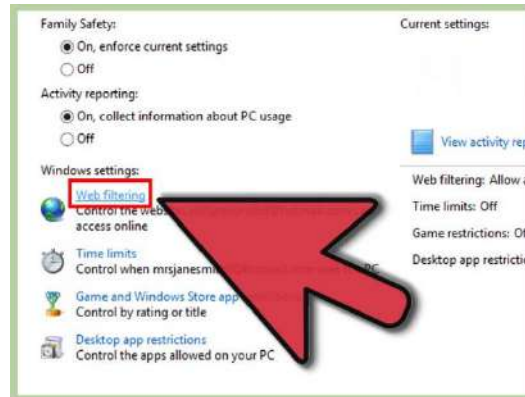 Family Safety:
On, enforce current settings
Off
Activity reporting:
On, collect information about PC usage
Off
Windows settings:
Web filtering
Control the
access online
Time limits
Control when
PC
Game and Windows Store app
Control by rating or title
Desktop app restrictions
Control the apps allowed on your PC
Current settings:
View activity rep
Web filtering: Allow a
Time limits: Off
Game restrictions: Of
Desktop app restrictio